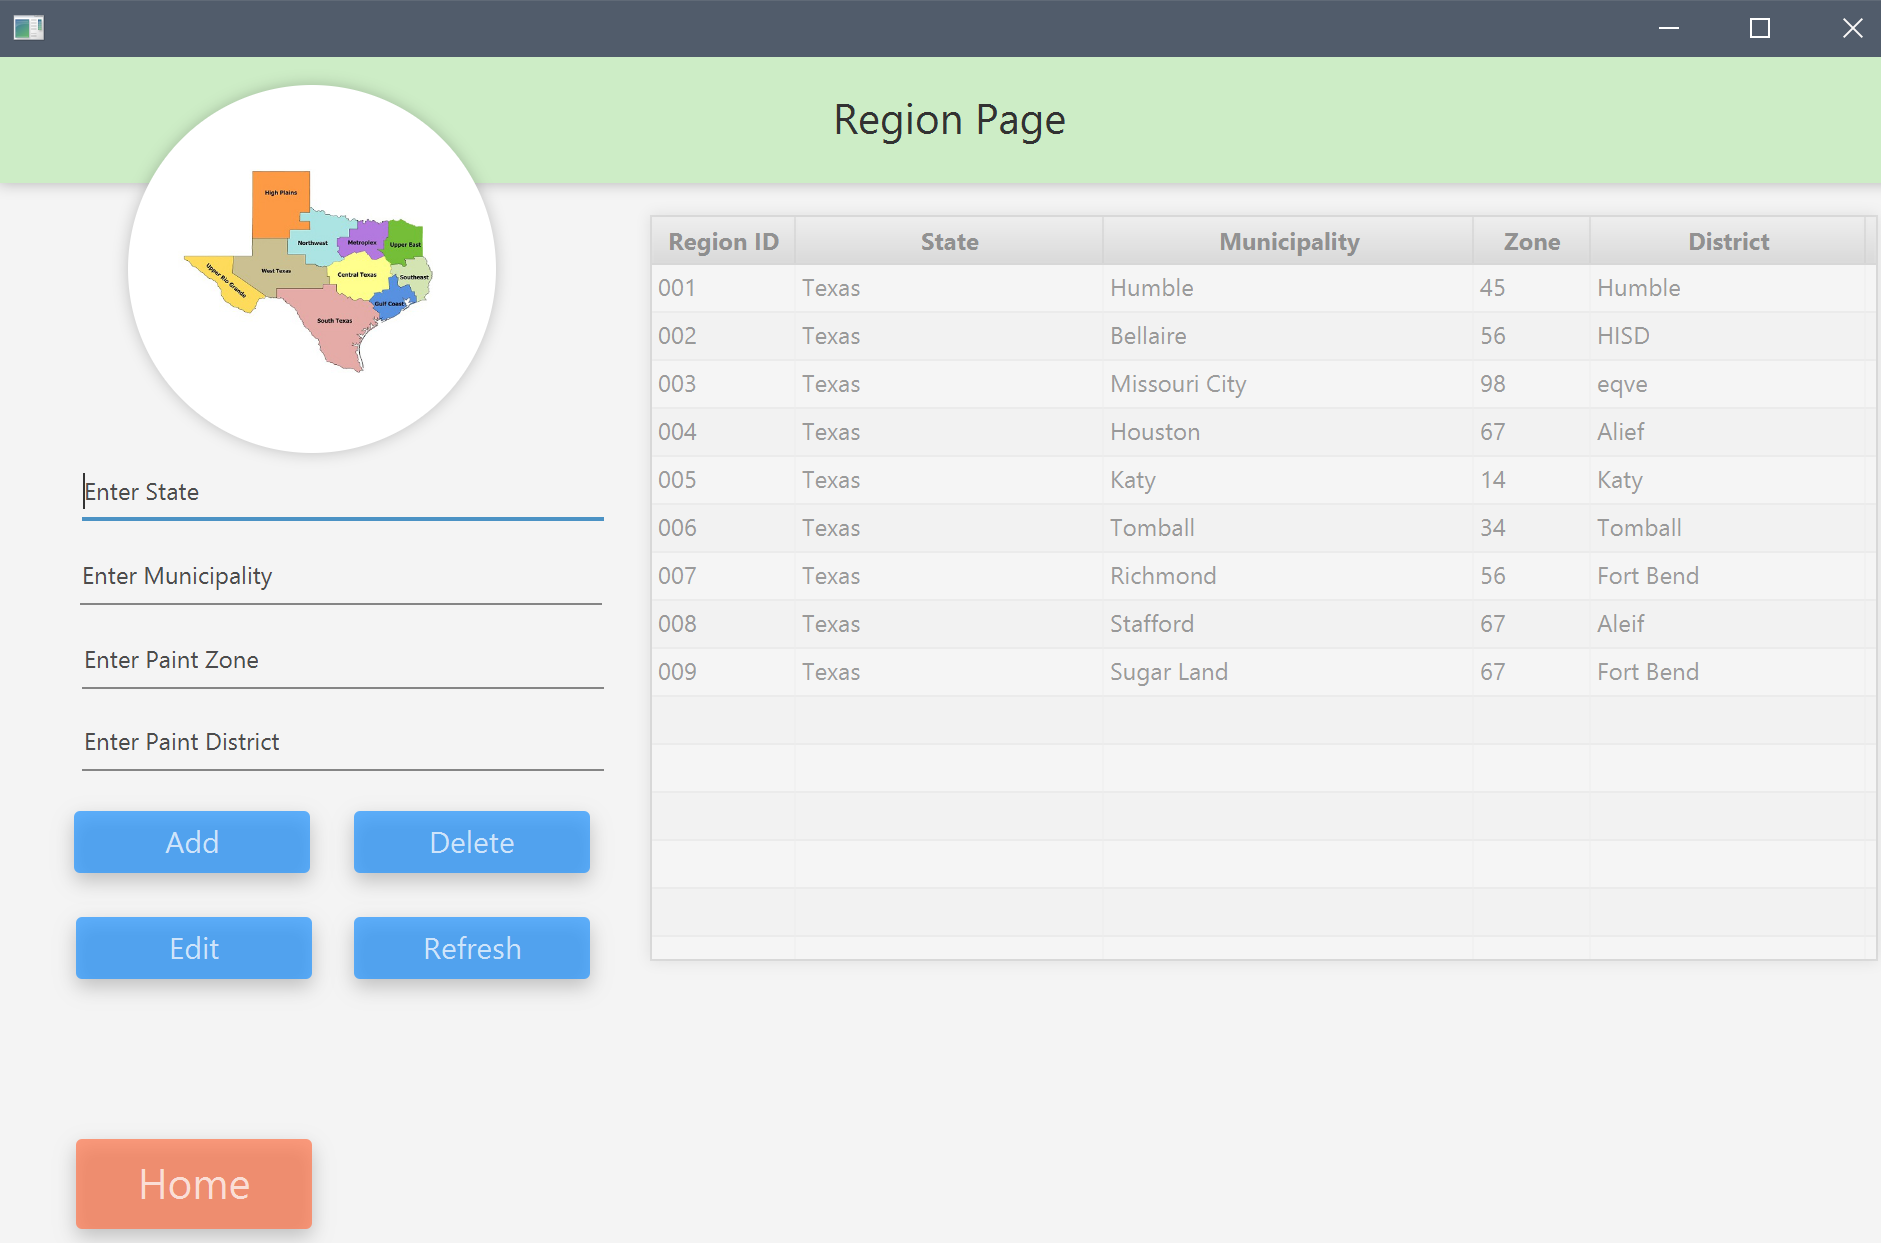 Region Page
High Plains
Northwest
Metroplex
Upper East
West Texas
Central Texas
Southeast
Upper Rio Grande
Gulf Coast
South Texas
Enter State
Enter Municipality
Enter Paint Zone
Enter Paint District
Add
Delete
Edit
Refresh
Home
Region ID State Municipality Zone District
001 Texas Humble 45 Humble
002 Texas Bellaire 56 HISD
003 Texas Missouri City 98 eqve
004 Texas Houston 67 Alief
005 Texas Katy 14 Katy
006 Texas Tomball 34 Tomball
007 Texas Richmond 56 Fort Bend
008 Texas Stafford 67 Aleif
009 Texas Sugar Land 67 Fort Bend